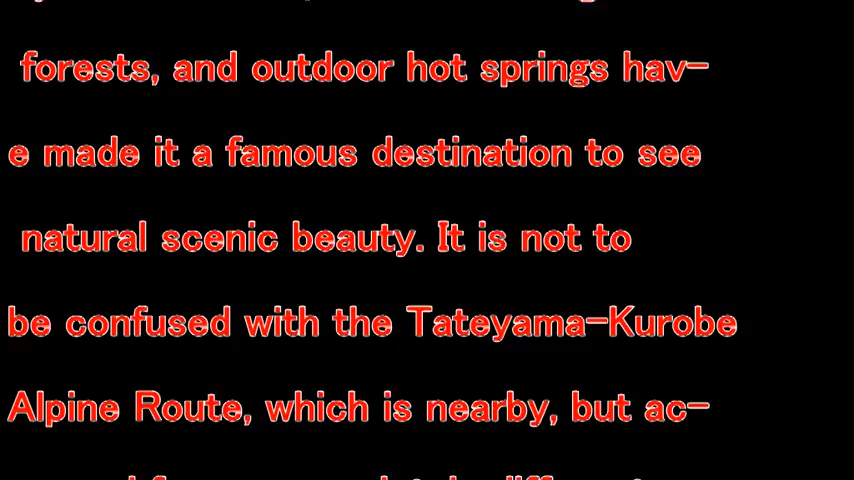 forests, and outdoor hot springs hav-
e made it a famous destination to see
natural scenic beauty. It is not to
be confused with the Tateyama-Kurobe
Alpine Route, which is nearby, but ac-